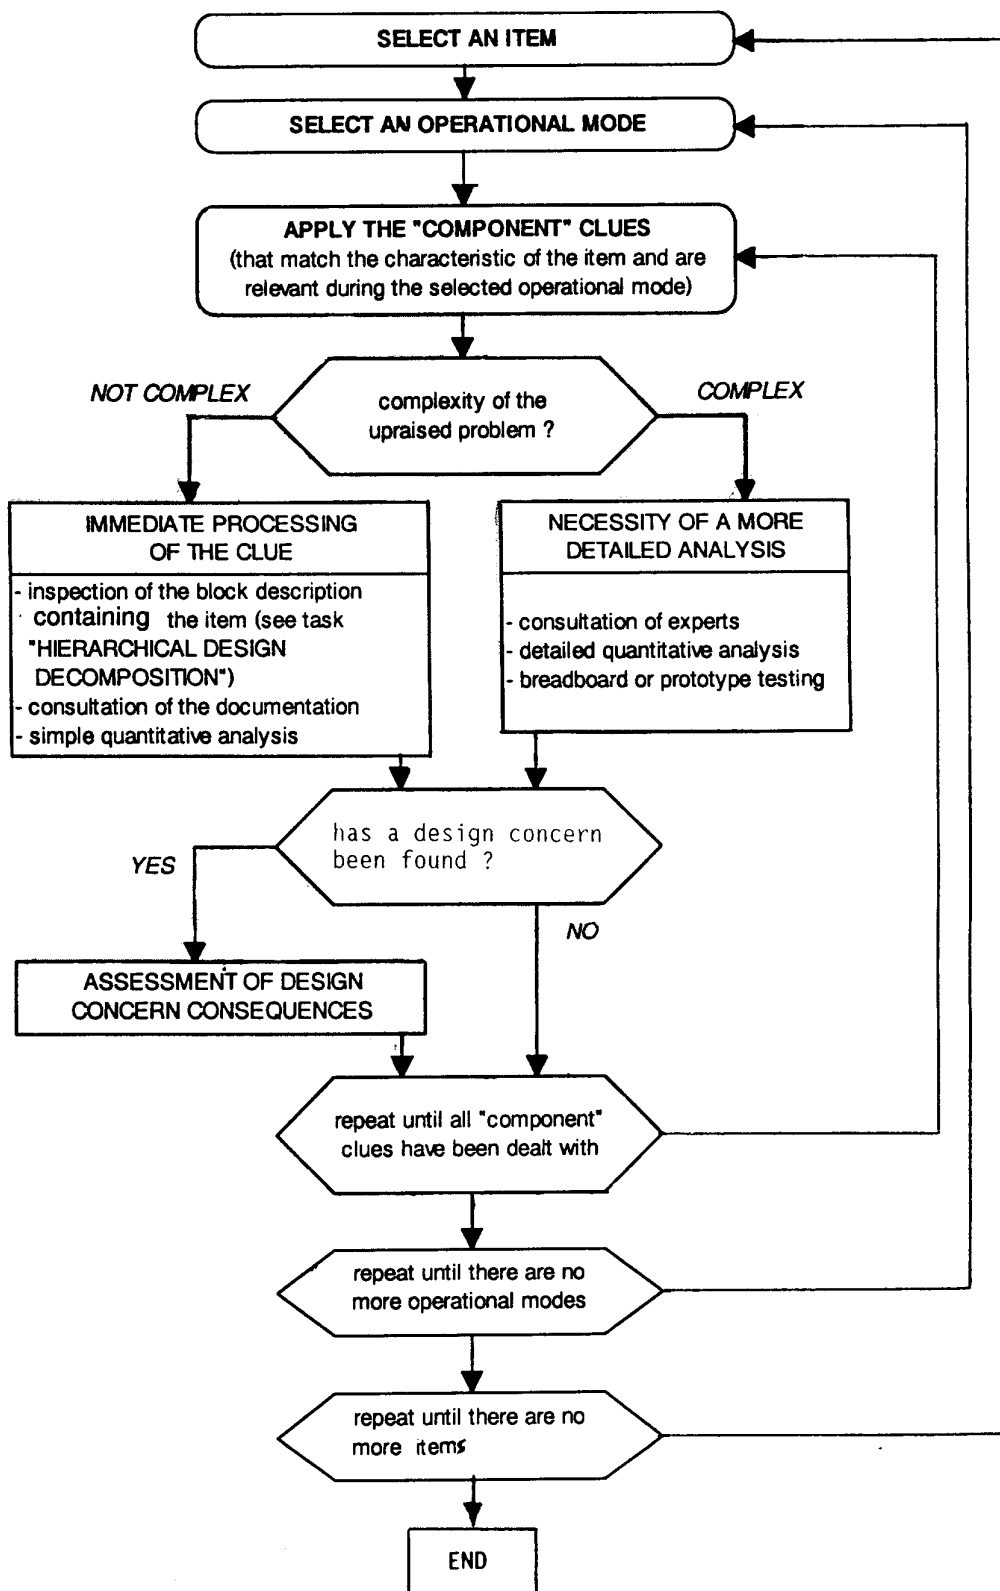 SELECT AN ITEM
SELECT AN OPERATIONAL MODE
APPLY THE "COMPONENT" CLUES
(that match the characteristic of the item and are
relevant during the selected operational mode)
NOT COMPLEX
COMPLEX
complexity of the
upraised problem ?
IMMEDIATE PROCESSING
OF THE CLUE
- inspection of the block description
containing the item (see task
"HIERARCHICAL DESIGN
DECOMPOSITION")
- consultation of the documentation
- simple quantitative analysis
NECESSITY OF A MORE
DETAILED ANALYSIS
- consultation of experts
- detailed quantitative analysis
- breadboard or prototype testing
has a design concern
been found ?
YES
NO
ASSESSMENT OF DESIGN
CONCERN CONSEQUENCES
repeat until all "component"
clues have been dealt with
repeat until there are no
more operational modes
repeat until there are no
more items
END